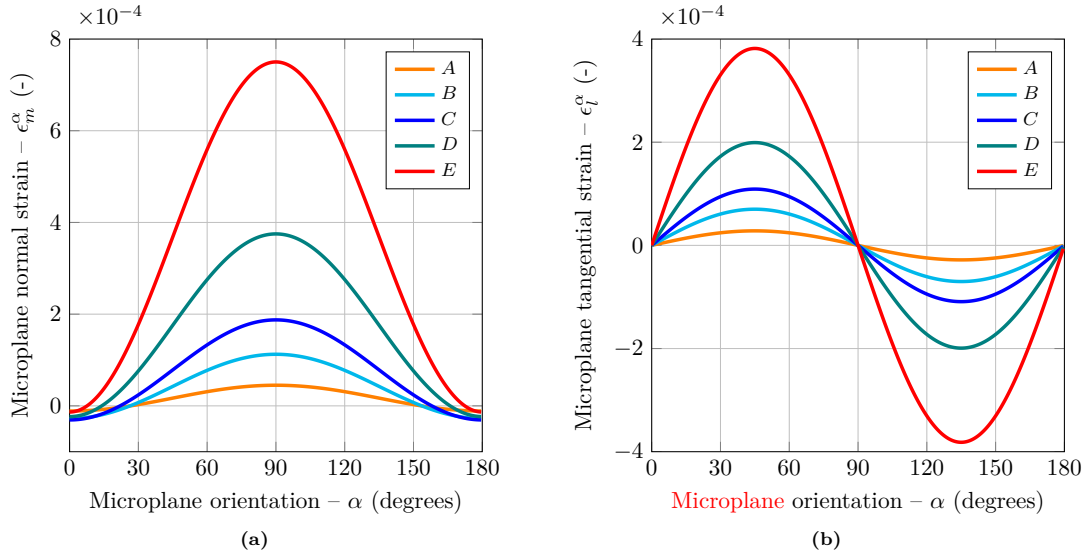 ×10−4
8
6
4
2
0
0 30 60 90 120 150 180
Microplane normal strain – ϵ_m^α (-)
Microplane orientation – α (degrees)
A
B
C
D
E
(a)
×10−4
4
2
0
−2
−4
0 30 60 90 120 150 180
Microplane tangential strain – ϵ_l^α (-)
Microplane orientation – α (degrees)
A
B
C
D
E
(b)